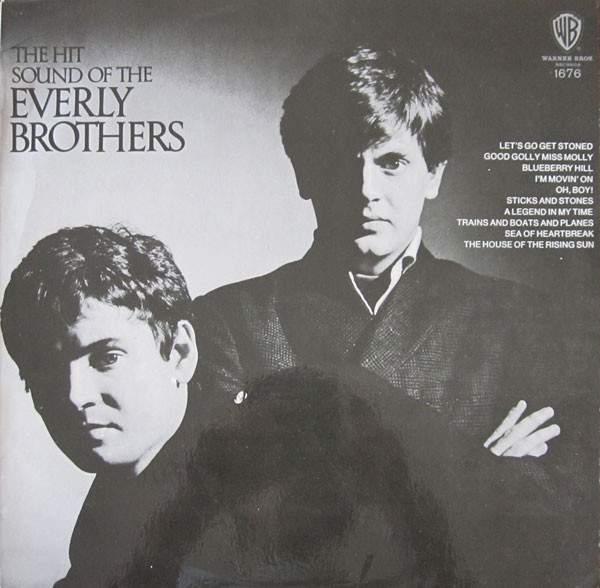 THE HIT
SOUND OF THE
EVERLY
BROTHERS
WB
WARNER BROS.
RECORDS
1676
LET'S GO GET STONED
GOOD GOLLY MISS MOLLY
BLUEBERRY HILL
I'M MOVIN' ON
OH, BOY!
STICKS AND STONES
A LEGEND IN MY TIME
TRAINS AND BOATS AND PLANES
SEA OF HEARTBREAK
THE HOUSE OF THE RISING SUN